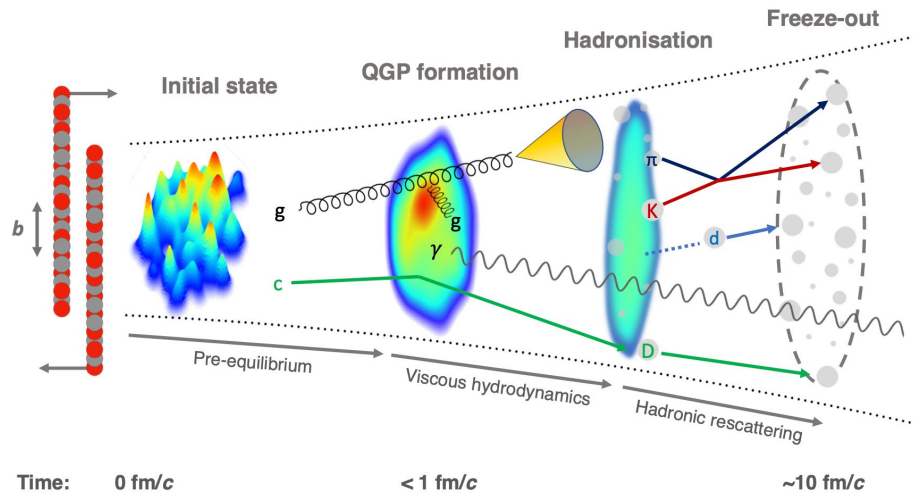 Freeze-out
Hadronisation
QGP formation
Initial state
π
g
K
b
g
d
γ
c
D
Pre-equilibrium
Viscous hydrodynamics
Hadronic rescattering
Time: 0 fm/c < 1 fm/c ~10 fm/c